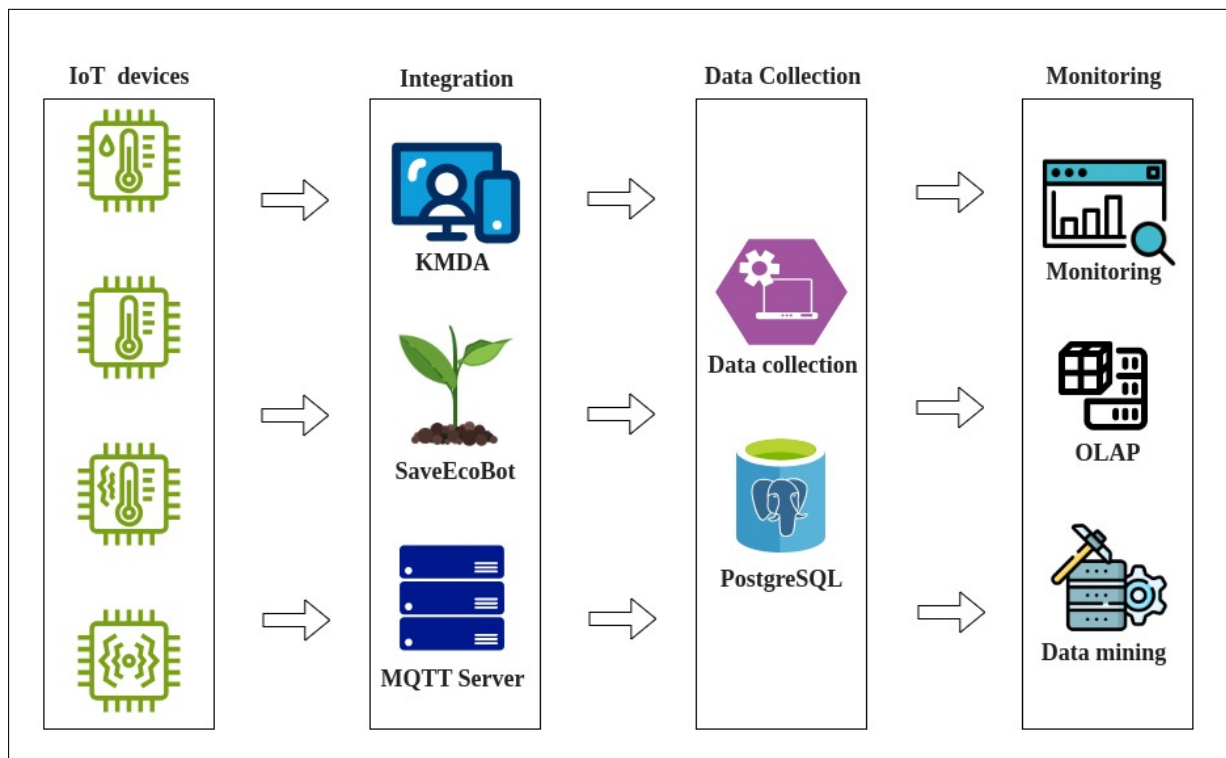 IoT devices
Integration
Data Collection
Monitoring
KMDA
SaveEcoBot
MQTT Server
Data collection
PostgreSQL
Monitoring
OLAP
Data mining